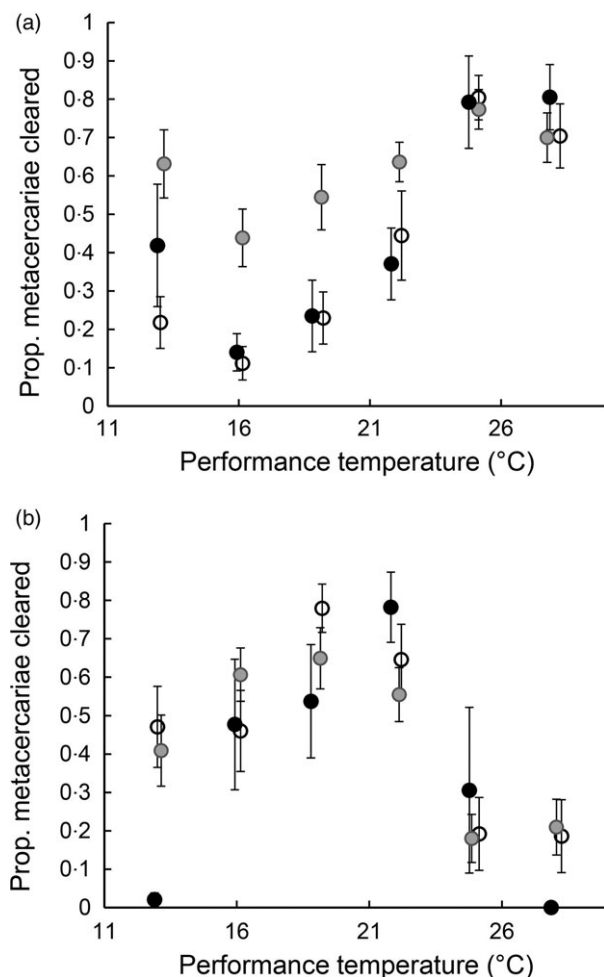 (a)
1
0·9
0·8
0·7
0·6
0·5
0·4
0·3
0·2
0·1
0
Prop. metacercariae cleared
11 16 21 26
Performance temperature (°C)
(b)
1
0·9
0·8
0·7
0·6
0·5
0·4
0·3
0·2
0·1
0
Prop. metacercariae cleared
11 16 21 26
Performance temperature (°C)